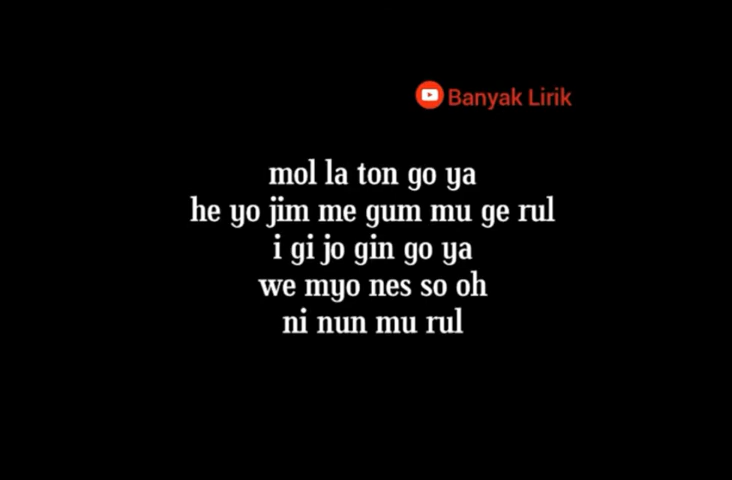 Banyak Lirik
mol la ton go ya
he yo jim me gum mu ge rul
i gi jo gin go ya
we myo nes so oh
ni nun mu rul